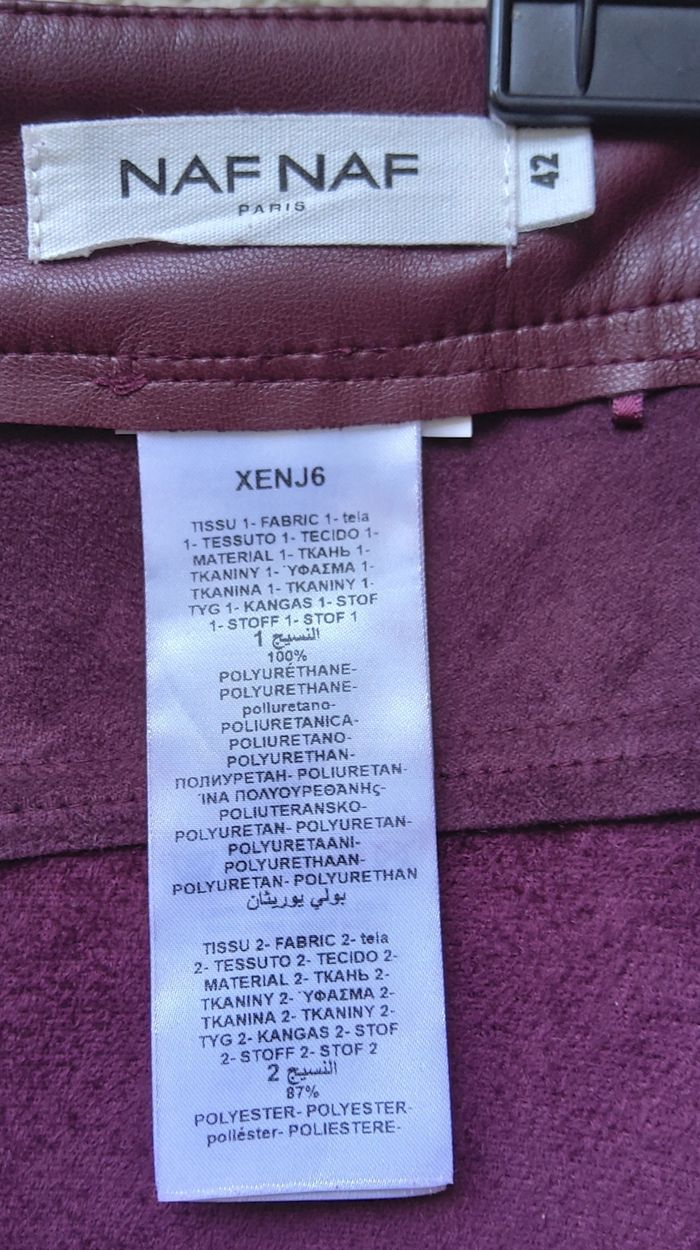 NAF NAF
PARIS
42
XENJ6
TISSU 1- FABRIC 1- tela
1- TESSUTO 1- TECIDO 1-
MATERIAL 1- ТКАНЬ 1-
TKANINY 1- ΎΦΑΣΜΑ 1-
TKANINA 1- TKANINY 1-
TYG 1- KANGAS 1- STOF
1- STOFF 1- STOF 1
النسيج 1
100%
POLYURÉTHANE-
POLYURETHANE-
poliuretano-
POLIURETANICA-
POLIURETANO-
POLYURETHAN-
ПОЛИУРЕТАН- POLIURETAN-
ΊΝΑ ΠΟΛΥΟΥΡΕΘΑΝΗς-
POLIUTERANSKO-
POLYURETAN- POLYURETAN-
POLYURETAANI-
POLYURETHAAN-
POLYURETAN- POLYURETHAN
بولي يوريثان
TISSU 2- FABRIC 2- tela
2- TESSUTO 2- TECIDO 2-
MATERIAL 2- ТКАНЬ 2-
TKANINY 2- ΎΦΑΣΜΑ 2-
TKANINA 2- TKANINY 2-
TYG 2- KANGAS 2- STOF
2- STOFF 2- STOF 2
النسيج 2
87%
POLYESTER- POLYESTER-
poliéster- POLIESTERE-